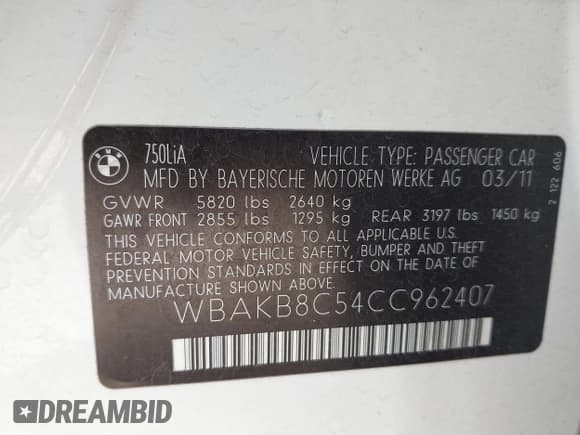 BMW
750LiA
VEHICLE TYPE: PASSENGER CAR
MFD BY BAYERISCHE MOTOREN WERKE AG 03/11
GVWR 5820 lbs 2640 kg
GAWR FRONT 2855 lbs 1295 kg REAR 3197 lbs 1450 kg
THIS VEHICLE CONFORMS TO ALL APPLICABLE U.S.
FEDERAL MOTOR VEHICLE SAFETY, BUMPER AND THEFT
PREVENTION STANDARDS IN EFFECT ON THE DATE OF
MANUFACTURE SHOWN ABOVE.
WBAKB8C54CC962407
2 122 606
DREAMBID